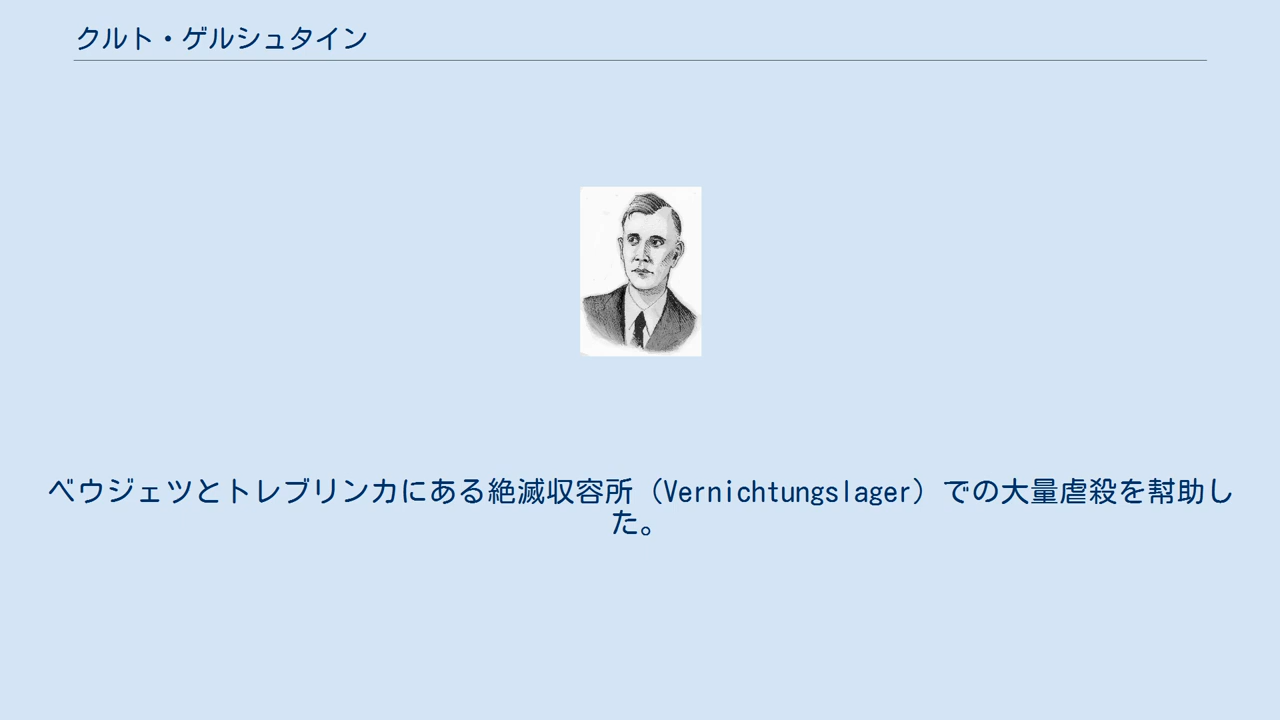 クルト・ゲルシュタイン
ベウジェツとトレブリンカにある絶滅収容所（Vernichtungslager）での大量虐殺を幇助し
た。